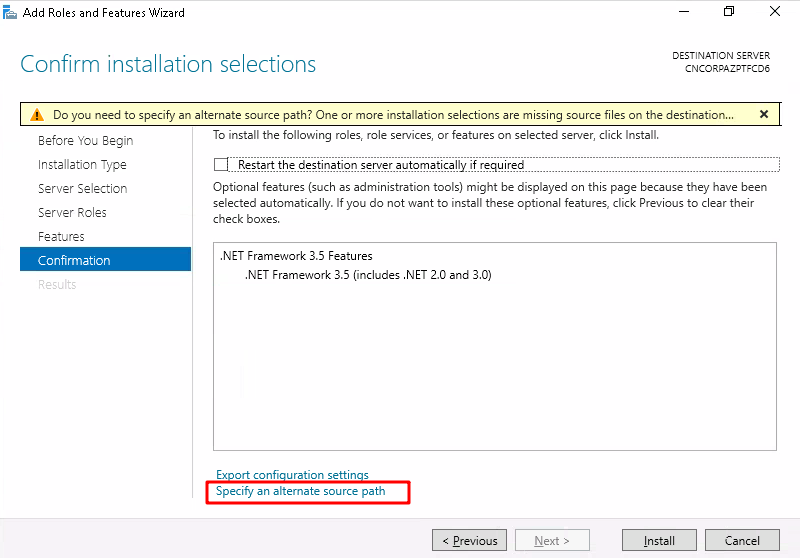 Add Roles and Features Wizard
Confirm installation selections
DESTINATION SERVER
CNCORPAZPTFCD6
Do you need to specify an alternate source path? One or more installation selections are missing source files on the destination...
Before You Begin
Installation Type
Server Selection
Server Roles
Features
Confirmation
Results
To install the following roles, role services, or features on selected server, click Install.
Restart the destination server automatically if required
Optional features (such as administration tools) might be displayed on this page because they have been
selected automatically. If you do not want to install these optional features, click Previous to clear their
check boxes.
.NET Framework 3.5 Features
.NET Framework 3.5 (includes .NET 2.0 and 3.0)
Export configuration settings
Specify an alternate source path
< Previous
Next >
Install
Cancel